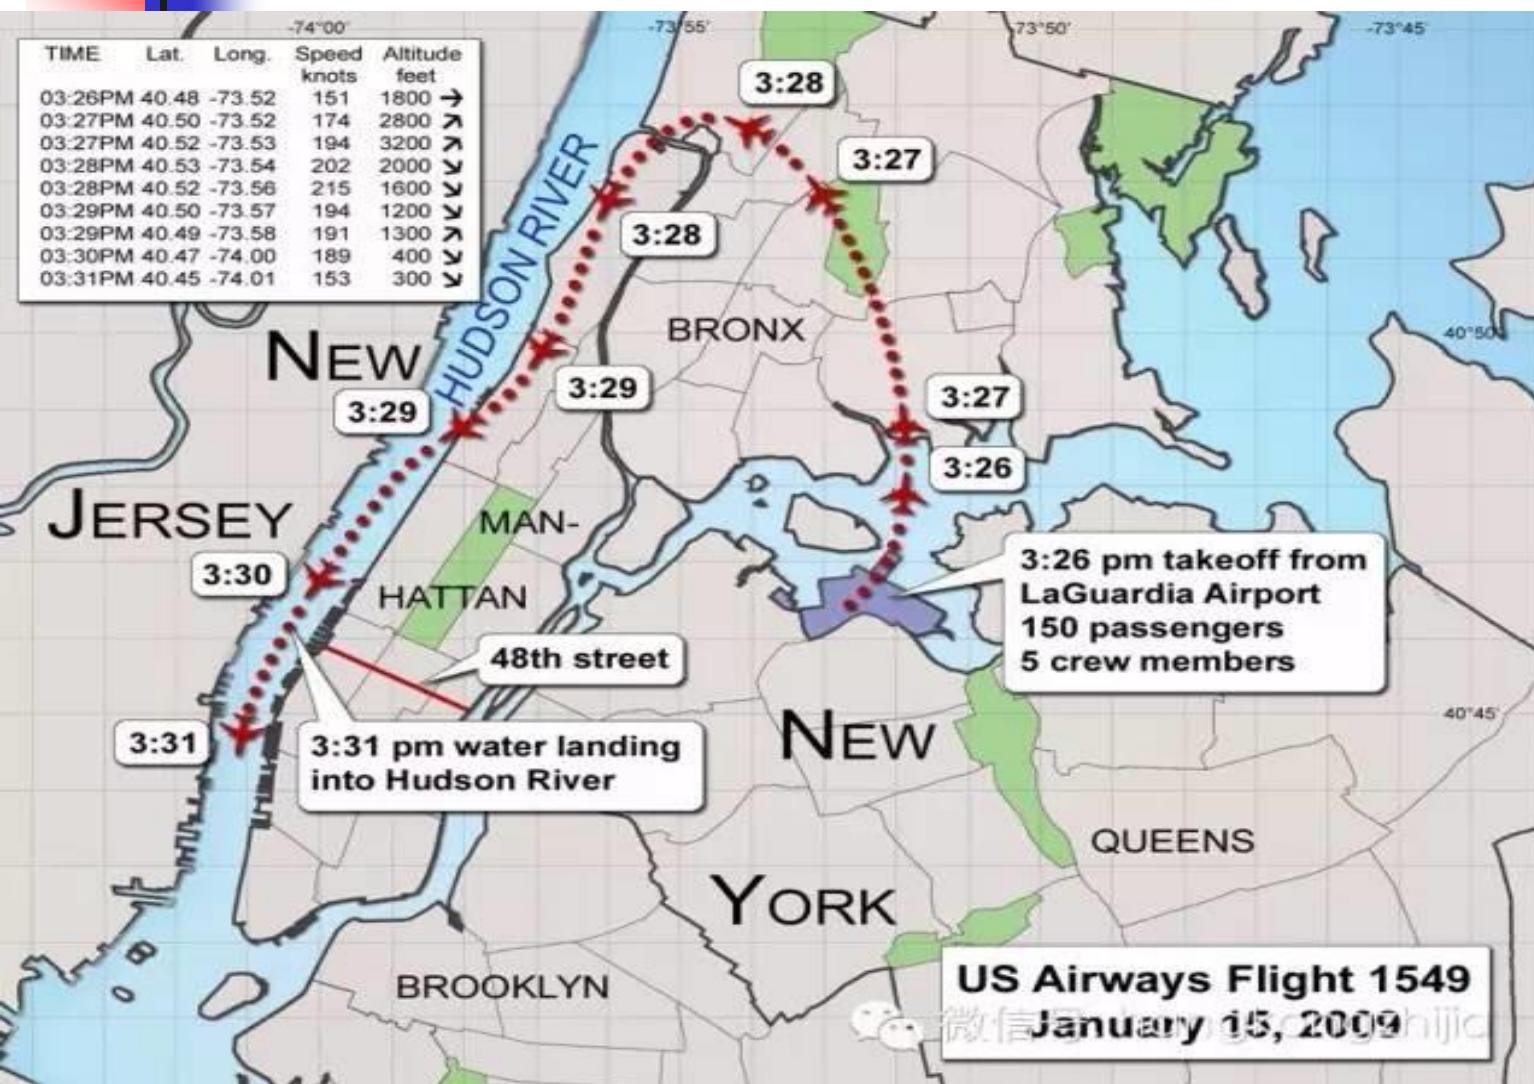 -74°00'
-73°55'
-73°50'
-73°45'
TIME Lat. Long. Speed knots Altitude feet
03:26PM 40.48 -73.52 151 1800 →
03:27PM 40.50 -73.52 174 2800 ↗
03:27PM 40.52 -73.53 194 3200 ↗
03:28PM 40.53 -73.54 202 2000 ↘
03:28PM 40.52 -73.56 215 1600 ↘
03:29PM 40.50 -73.57 194 1200 ↘
03:29PM 40.49 -73.58 191 1300 ↗
03:30PM 40.47 -74.00 189 400 ↘
03:31PM 40.45 -74.01 153 300 ↘
3:28
3:27
HUDSON RIVER
3:28
BRONX
40°50'
NEW
3:29
3:29
3:27
3:26
JERSEY
MAN-
3:30
HATTAN
3:26 pm takeoff from
LaGuardia Airport
150 passengers
5 crew members
48th street
40°45'
3:31
3:31 pm water landing
into Hudson River
NEW
QUEENS
YORK
BROOKLYN
US Airways Flight 1549
January 15, 2009
微信号